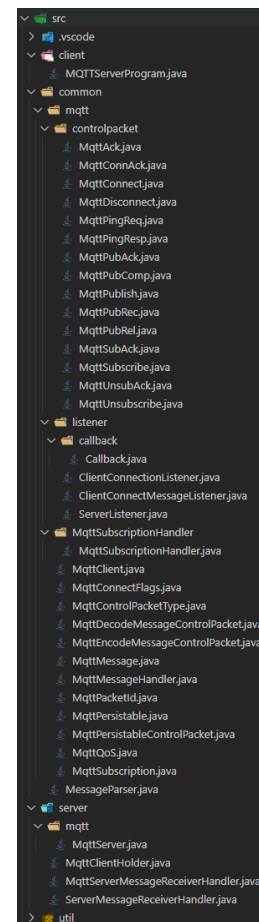 src
.vscode
client
MQTTServerProgram.java
common
mqtt
controlpacket
MqttAck.java
MqttConnAck.java
MqttConnect.java
MqttDisconnect.java
MqttPingReq.java
MqttPingResp.java
MqttPubAck.java
MqttPubComp.java
MqttPublish.java
MqttPubRec.java
MqttPubRel.java
MqttSubAck.java
MqttSubscribe.java
MqttUnsubAck.java
MqttUnsubscribe.java
listener
callback
Callback.java
ClientConnectionListener.java
ClientConnectMessageListener.java
ServerListener.java
MqttSubscriptionHandler
MqttSubscriptionHandler.java
MqttClient.java
MqttConnectFlags.java
MqttControlPacketType.java
MqttDecodeMessageControlPacket.java
MqttEncodeMessageControlPacket.java
MqttMessage.java
MqttMessageHandler.java
MqttPacketId.java
MqttPersistable.java
MqttPersistableControlPacket.java
MqttQoS.java
MqttSubscription.java
MessageParser.java
server
mqtt
MqttServer.java
MqttClientHolder.java
MqttServerMessageReceiverHandler.java
ServerMessageReceiverHandler.java
util